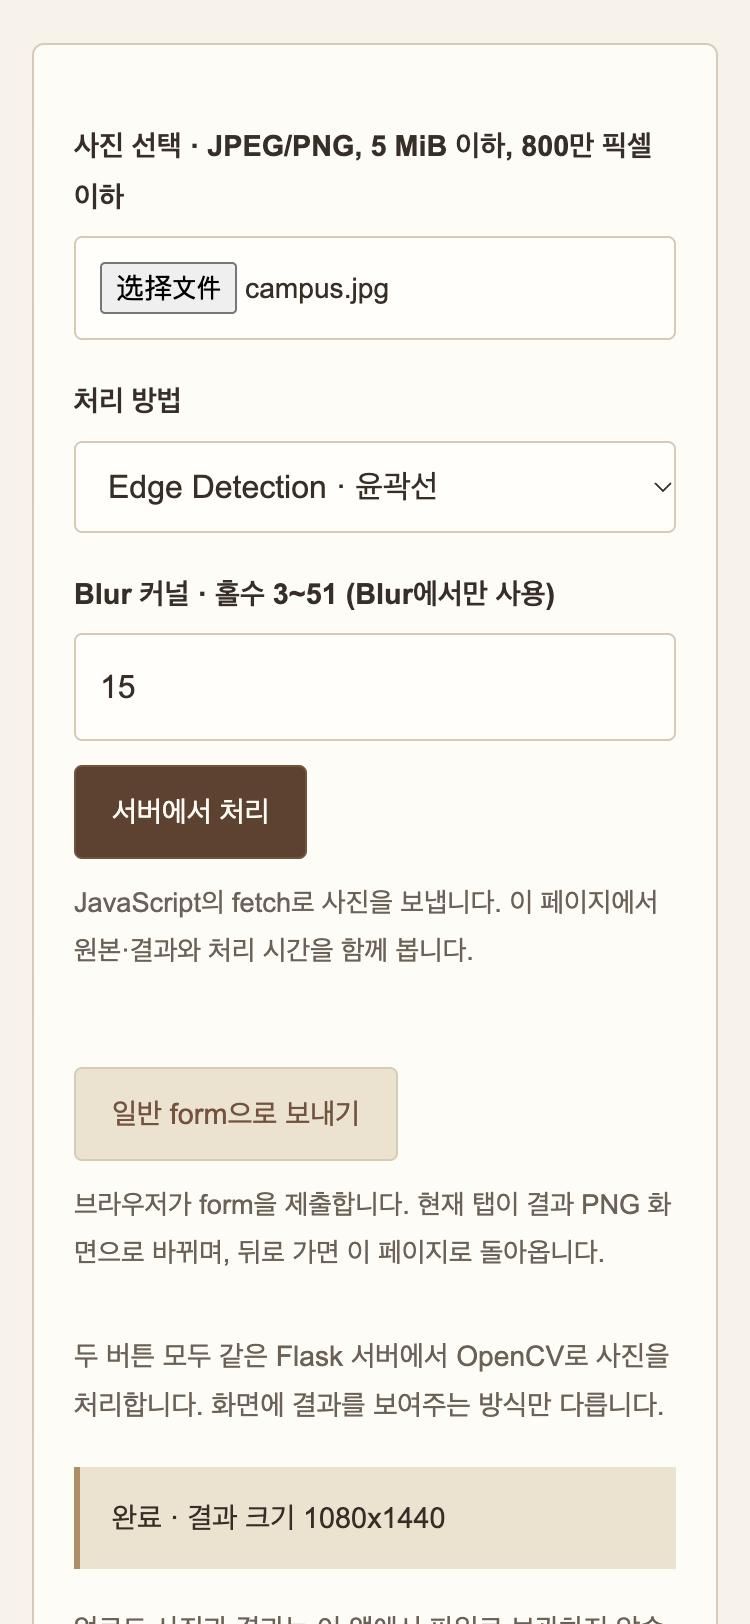 사진 선택 · JPEG/PNG, 5 MiB 이하, 800만 픽셀
이하
选择文件 campus.jpg
처리 방법
Edge Detection · 윤곽선
Blur 커널 · 홀수 3~51 (Blur에서만 사용)
15
서버에서 처리
JavaScript의 fetch로 사진을 보냅니다. 이 페이지에서
원본·결과와 처리 시간을 함께 봅니다.
일반 form으로 보내기
브라우저가 form을 제출합니다. 현재 탭이 결과 PNG 화
면으로 바뀌며, 뒤로 가면 이 페이지로 돌아옵니다.
두 버튼 모두 같은 Flask 서버에서 OpenCV로 사진을
처리합니다. 화면에 결과를 보여주는 방식만 다릅니다.
완료 · 결과 크기 1080x1440